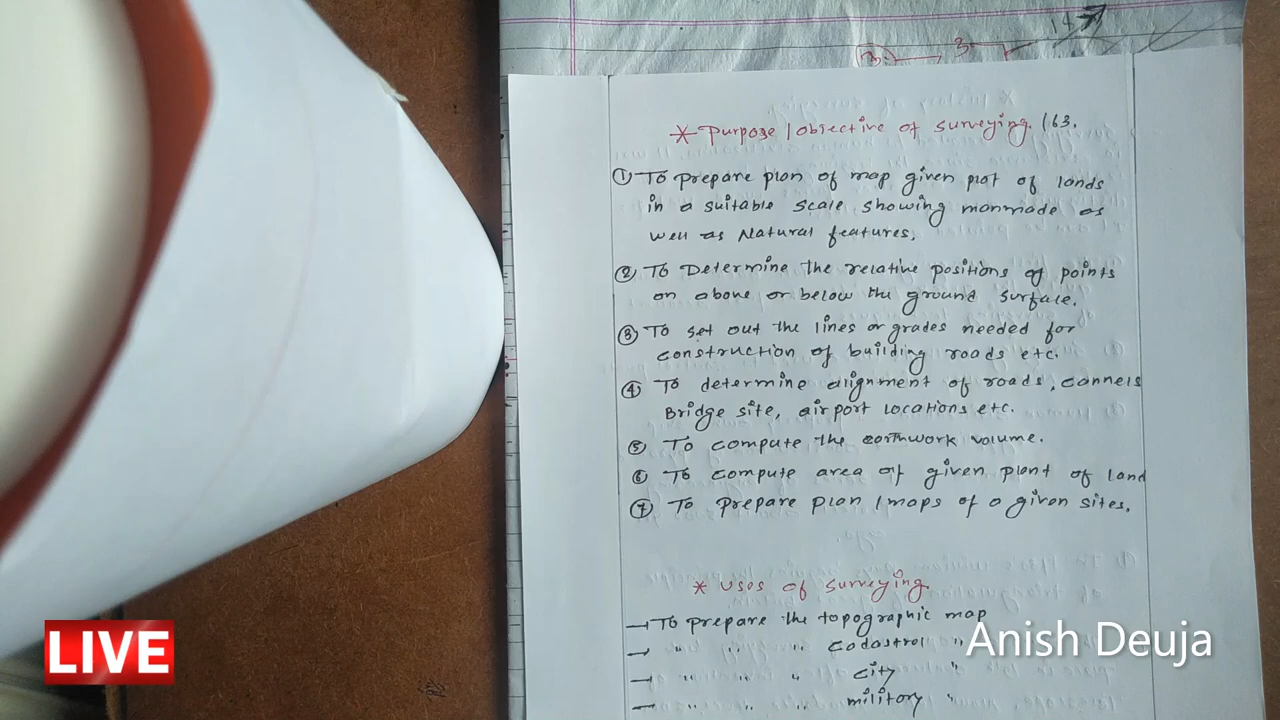 14
3
3
* Purpose / objective of surveying. / 63.
① To prepare plan of map given plot of lands
in a suitable scale showing manmade as
well as Natural features.
② To Determine the relative positions of points
on above or below the ground surface.
③ To set out the lines or grades needed for
construction of building roads etc.
④ To determine alignment of roads, cannels
Bridge site, airport locations etc.
⑤ To compute the earthwork volume.
⑥ To compute area of given plant of land
⑦ To prepare plan / maps of a given sites.
* Uses of surveying
→ To prepare the topographic map
→ " " " cadastral "
→ " " " city "
→ " " " military "
LIVE
Anish Deuja